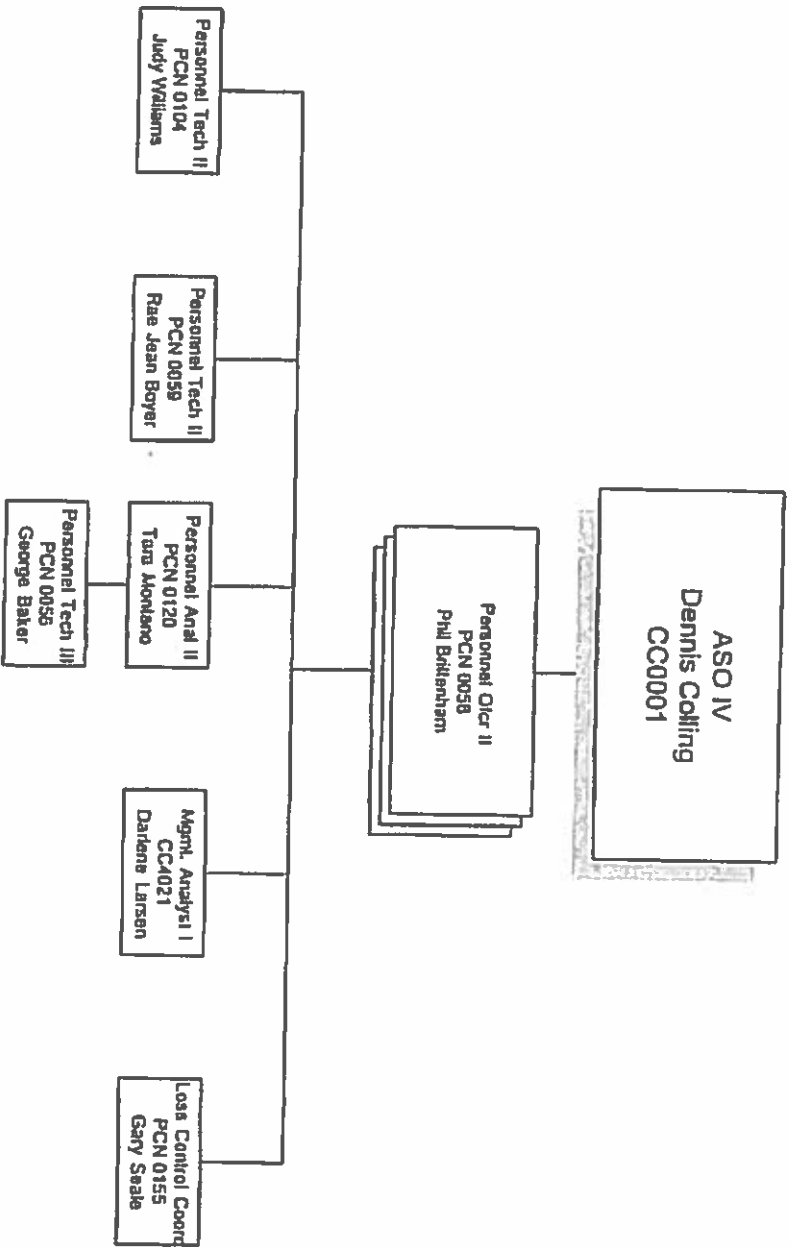 ASO IV
Dennis Colling
CC0001
Personnel Ofcr II
PCN 0058
Phil Brittenham
Personnel Tech II
PCN 0104
Judy Williams
Personnel Tech II
PCN 0059
Rae Jean Boyer
Personnel Anal II
PCN 0120
Tara Montano
Mgmt. Analyst I
CC4021
Darlene Larsen
Loss Control Coord
PCN 0155
Gary Seale
Personnel Tech III
PCN 0056
George Baker